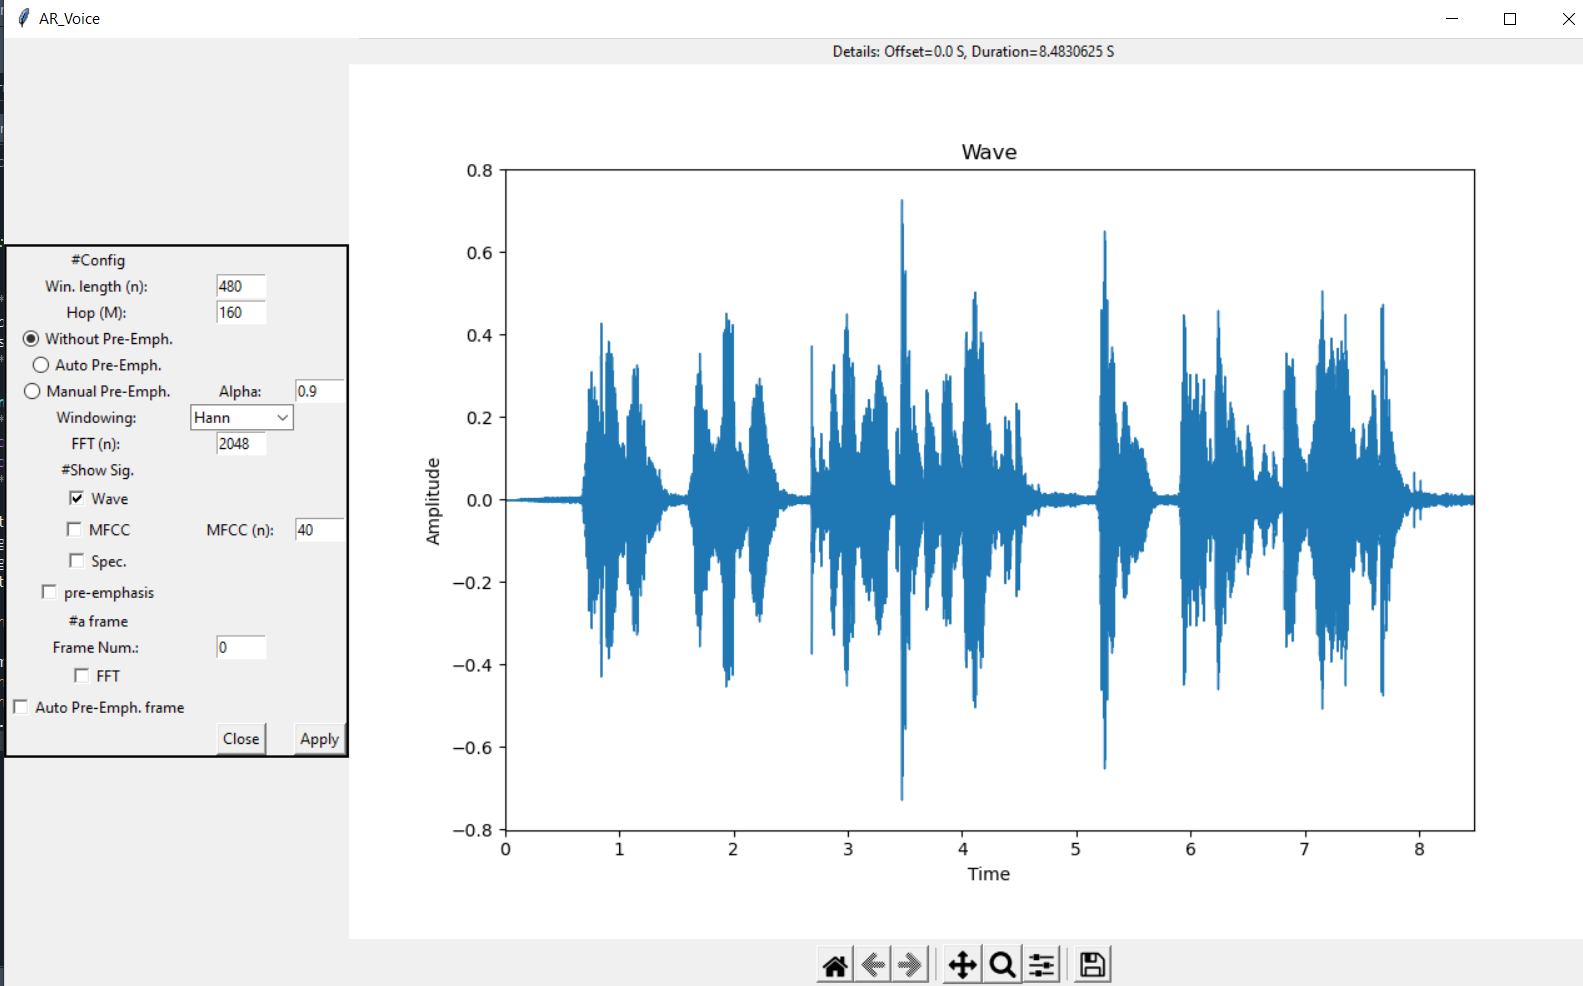 AR_Voice
Details: Offset=0.0 S, Duration=8.4830625 S
#Config
Win. length (n): 480
Hop (M): 160
Without Pre-Emph.
Auto Pre-Emph.
Manual Pre-Emph. Alpha: 0.9
Windowing: Hann
FFT (n): 2048
#Show Sig.
Wave
MFCC MFCC (n): 40
Spec.
pre-emphasis
#a frame
Frame Num.: 0
FFT
Auto Pre-Emph. frame
Close Apply
Wave
0.8
0.6
0.4
0.2
0.0
−0.2
−0.4
−0.6
−0.8
Amplitude
0 1 2 3 4 5 6 7 8
Time